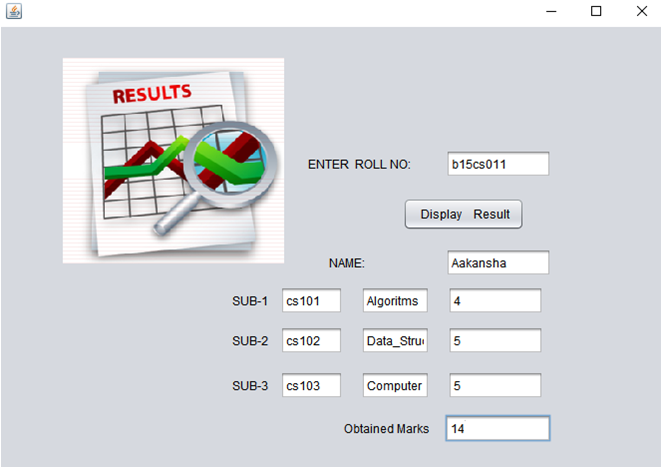 RESULTS
ENTER ROLL NO: b15cs011
Display Result
NAME: Aakansha
SUB-1 cs101 Algoritms 4
SUB-2 cs102 Data_Stru 5
SUB-3 cs103 Computer 5
Obtained Marks 14